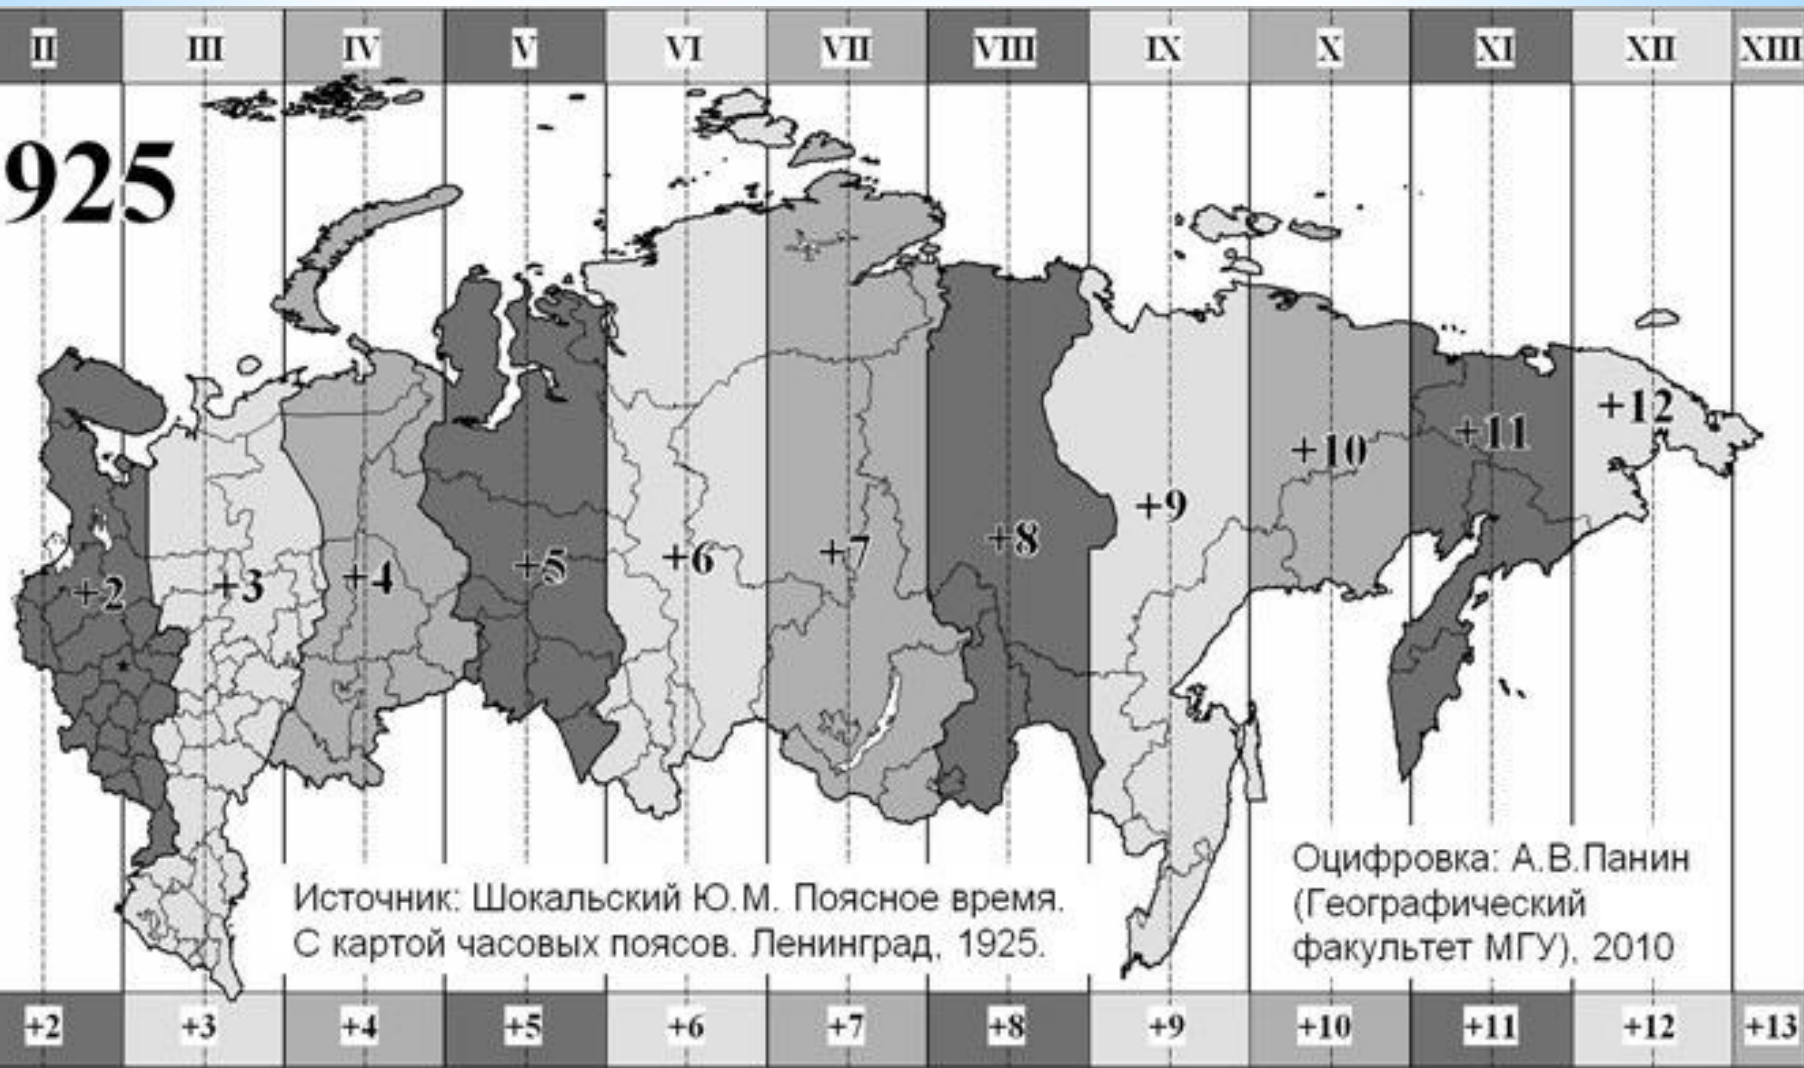 II III IV V VI VII VIII IX X XI XII XIII
925
+2 +3 +4 +5 +6 +7 +8 +9 +10 +11 +12
Источник: Шокальский Ю.М. Поясное время.
С картой часовых поясов. Ленинград, 1925.
Оцифровка: А.В.Панин
(Географический
факультет МГУ), 2010
+2 +3 +4 +5 +6 +7 +8 +9 +10 +11 +12 +13